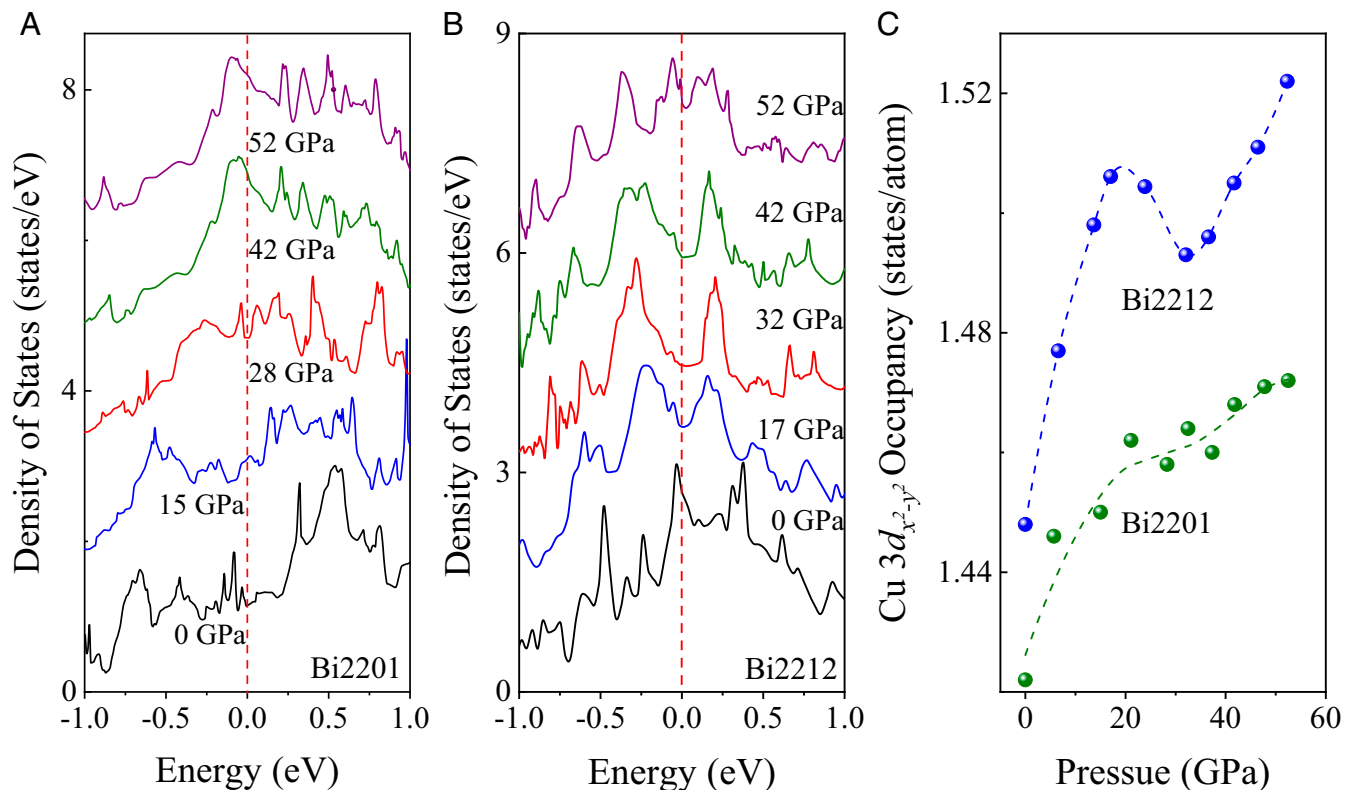 A
Density of States (states/eV)
8
4
0
52 GPa
42 GPa
28 GPa
15 GPa
0 GPa
Bi2201
-1.0 -0.5 0.0 0.5 1.0
Energy (eV)
B
Density of States (states/eV)
9
6
3
0
52 GPa
42 GPa
32 GPa
17 GPa
0 GPa
Bi2212
-1.0 -0.5 0.0 0.5 1.0
Energy (eV)
C
Cu 3d_{x²-y²} Occupancy (states/atom)
1.52
1.48
1.44
Bi2212
Bi2201
0 20 40 60
Pressue (GPa)